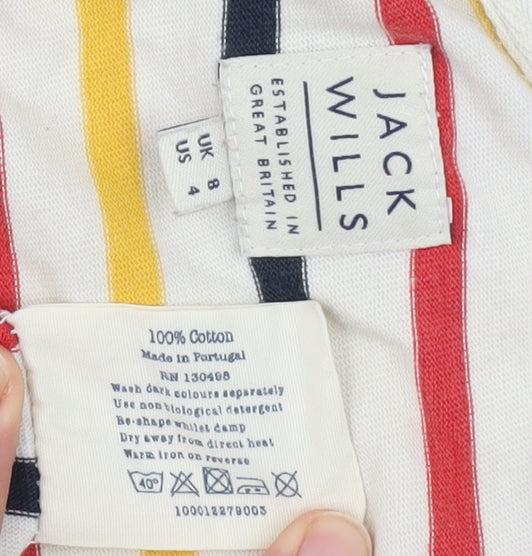 JACK
WILLS
ESTABLISHED IN
GREAT BRITAIN
UK 8
US 4
100% Cotton
Made in Portugal
RN 130498
Wash dark colours separately
Use non biological detergent
Re-shape whilst damp
Dry away from direct heat
Warm iron on reverse
40°
100012279003